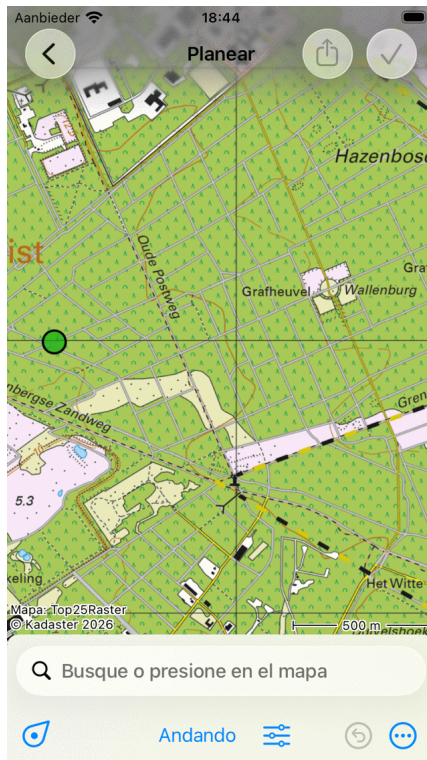 Aanbieder 18:44
Planear
Hazenbos
ist
Oude Postweg
Gra
Grafheuvel
Wallenburg
nbergse Zandweg
Gren
5.3
keling
Het Witte
Mapa: Top25Raster
© Kadaster 2026
500 m
Busque o presione en el mapa
Andando